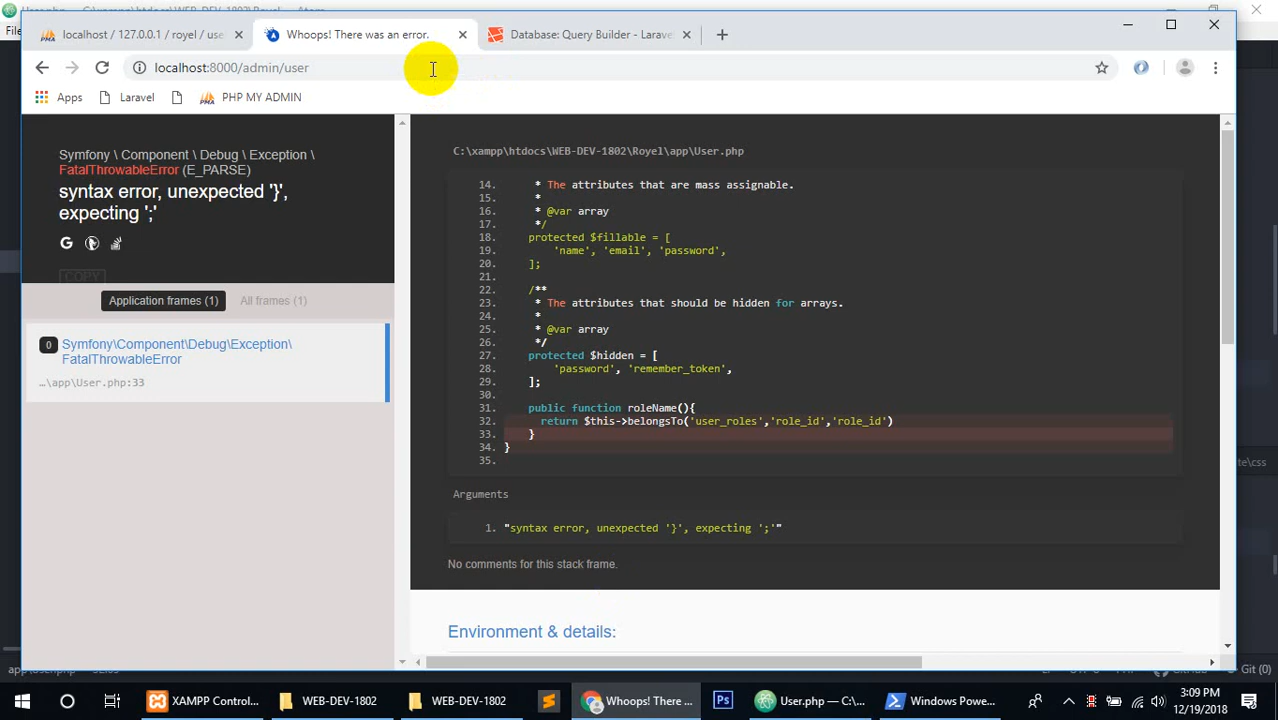 localhost / 127.0.0.1 / royel / use
Whoops! There was an error.
Database: Query Builder - Larave
localhost:8000/admin/user
Apps
Laravel
PHP MY ADMIN
Symfony \ Component \ Debug \ Exception \
FatalThrowableError (E_PARSE)
syntax error, unexpected '}',
expecting ';'
COPY
Application frames (1)
All frames (1)
0
Symfony\Component\Debug\Exception\
FatalThrowableError
…\app\User.php:33
C:\xampp\htdocs\WEB-DEV-1802\Royel\app\User.php
14. * The attributes that are mass assignable.
15. *
16. * @var array
17. */
18. protected $fillable = [
19. 'name', 'email', 'password',
20. ];
21.
22. /**
23. * The attributes that should be hidden for arrays.
24. *
25. * @var array
26. */
27. protected $hidden = [
28. 'password', 'remember_token',
29. ];
30.
31. public function roleName(){
32. return $this->belongsTo('user_roles','role_id','role_id')
33. }
34. }
35.
Arguments
1. "syntax error, unexpected '}', expecting ';'"
No comments for this stack frame.
Environment & details:
XAMPP Control...
WEB-DEV-1802
WEB-DEV-1802
Whoops! There ...
Ps
User.php — C:\...
Windows Powe...
3:09 PM
12/19/2018
Git (0)